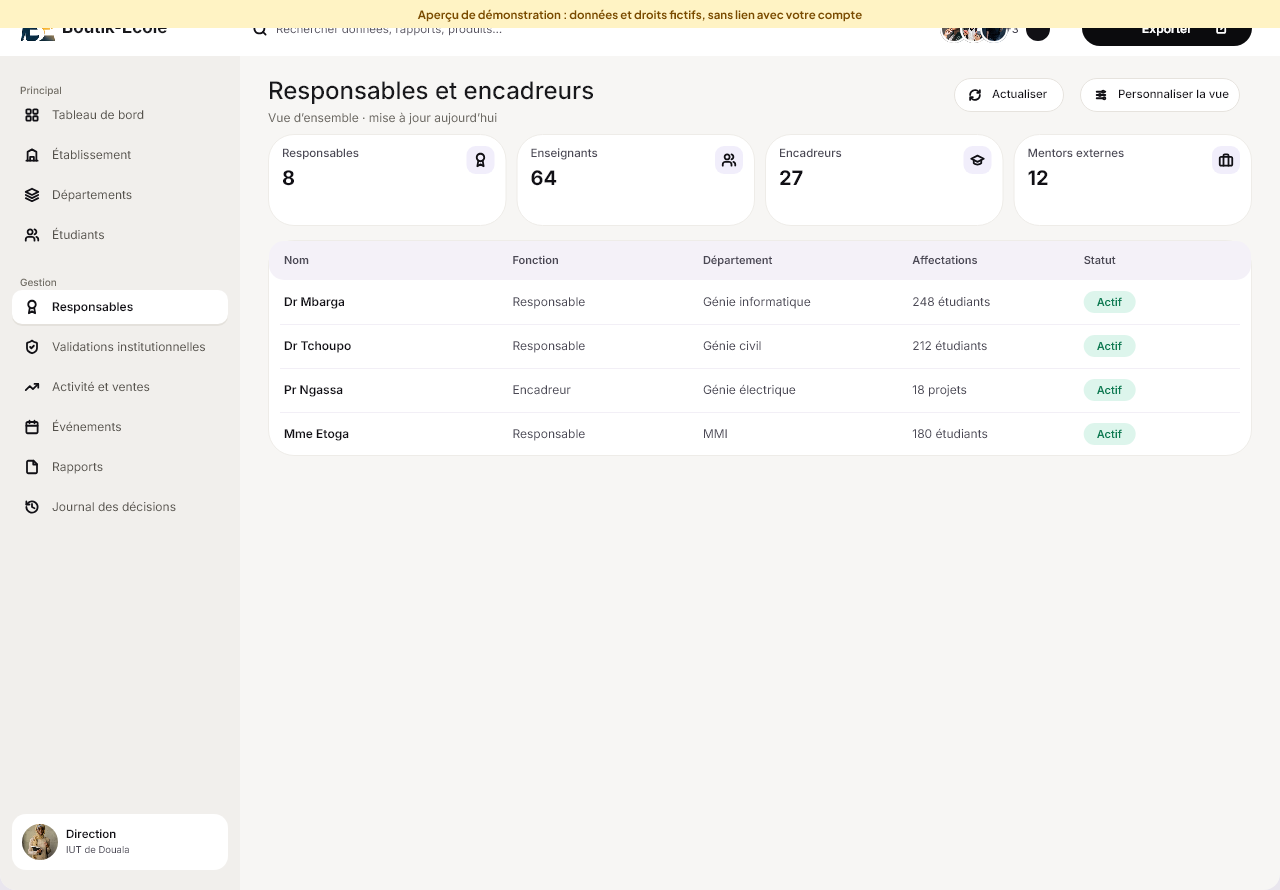 Aperçu de démonstration : données et droits fictifs, sans lien avec votre compte
Boutik-École
Rechercher données, rapports, produits...
+3
Exporter
Principal
Tableau de bord
Établissement
Départements
Étudiants
Gestion
Responsables
Validations institutionnelles
Activité et ventes
Événements
Rapports
Journal des décisions
Direction
IUT de Douala
Responsables et encadreurs
Vue d’ensemble · mise à jour aujourd’hui
Actualiser
Personnaliser la vue
Responsables
8
Enseignants
64
Encadreurs
27
Mentors externes
12
Nom Fonction Département Affectations Statut
Dr Mbarga Responsable Génie informatique 248 étudiants Actif
Dr Tchoupo Responsable Génie civil 212 étudiants Actif
Pr Ngassa Encadreur Génie électrique 18 projets Actif
Mme Etoga Responsable MMI 180 étudiants Actif